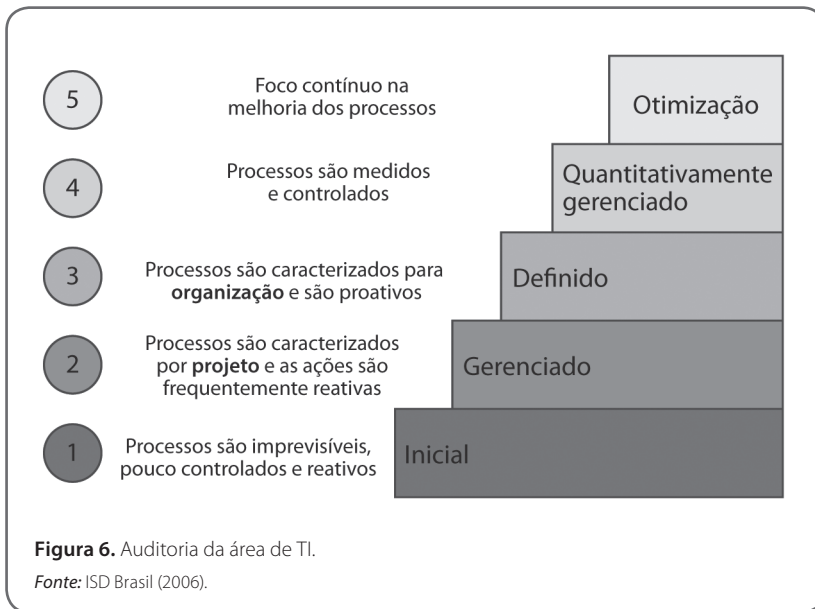 5
Foco contínuo na
melhoria dos processos
Otimização
4
Processos são medidos
e controlados
Quantitativamente
gerenciado
3
Processos são caracterizados para
organização e são proativos
Definido
2
Processos são caracterizados
por projeto e as ações são
frequentemente reativas
Gerenciado
1
Processos são imprevisíveis,
pouco controlados e reativos
Inicial
Figura 6. Auditoria da área de TI.
Fonte: ISD Brasil (2006).